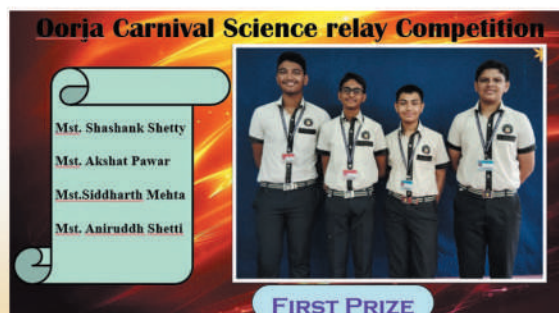 Oorja Carnival Science relay Competition
Mst. Shashank Shetty
Mst. Akshat Pawar
Mst.Siddharth Mehta
Mst. Aniruddh Shetti
FIRST PRIZE